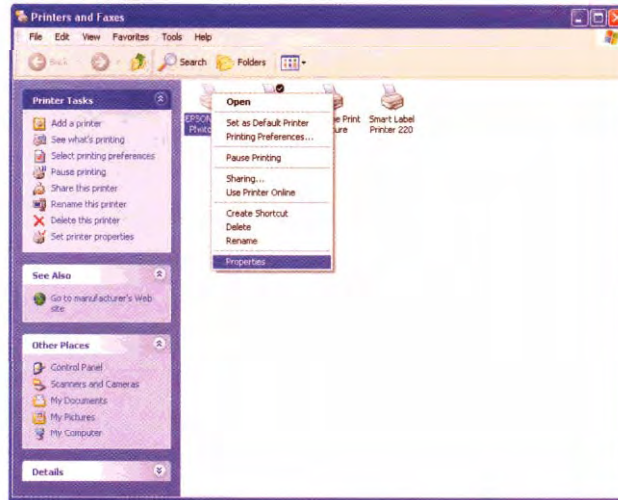 Printers and Faxes
File Edit View Favorites Tools Help
Back Search Folders
Printer Tasks
Add a printer
See what's printing
Select printing preferences
Pause printing
Share this printer
Rename this printer
Delete this printer
Set printer properties
See Also
Go to manufacturer's Web
site
Other Places
Control Panel
Scanners and Cameras
My Documents
My Pictures
My Computer
Details
EPSON
Photo
Open
Set as Default Printer
Printing Preferences...
Pause Printing
Sharing...
Use Printer Online
Create Shortcut
Delete
Rename
Properties
e Print
ure
Smart Label
Printer 220